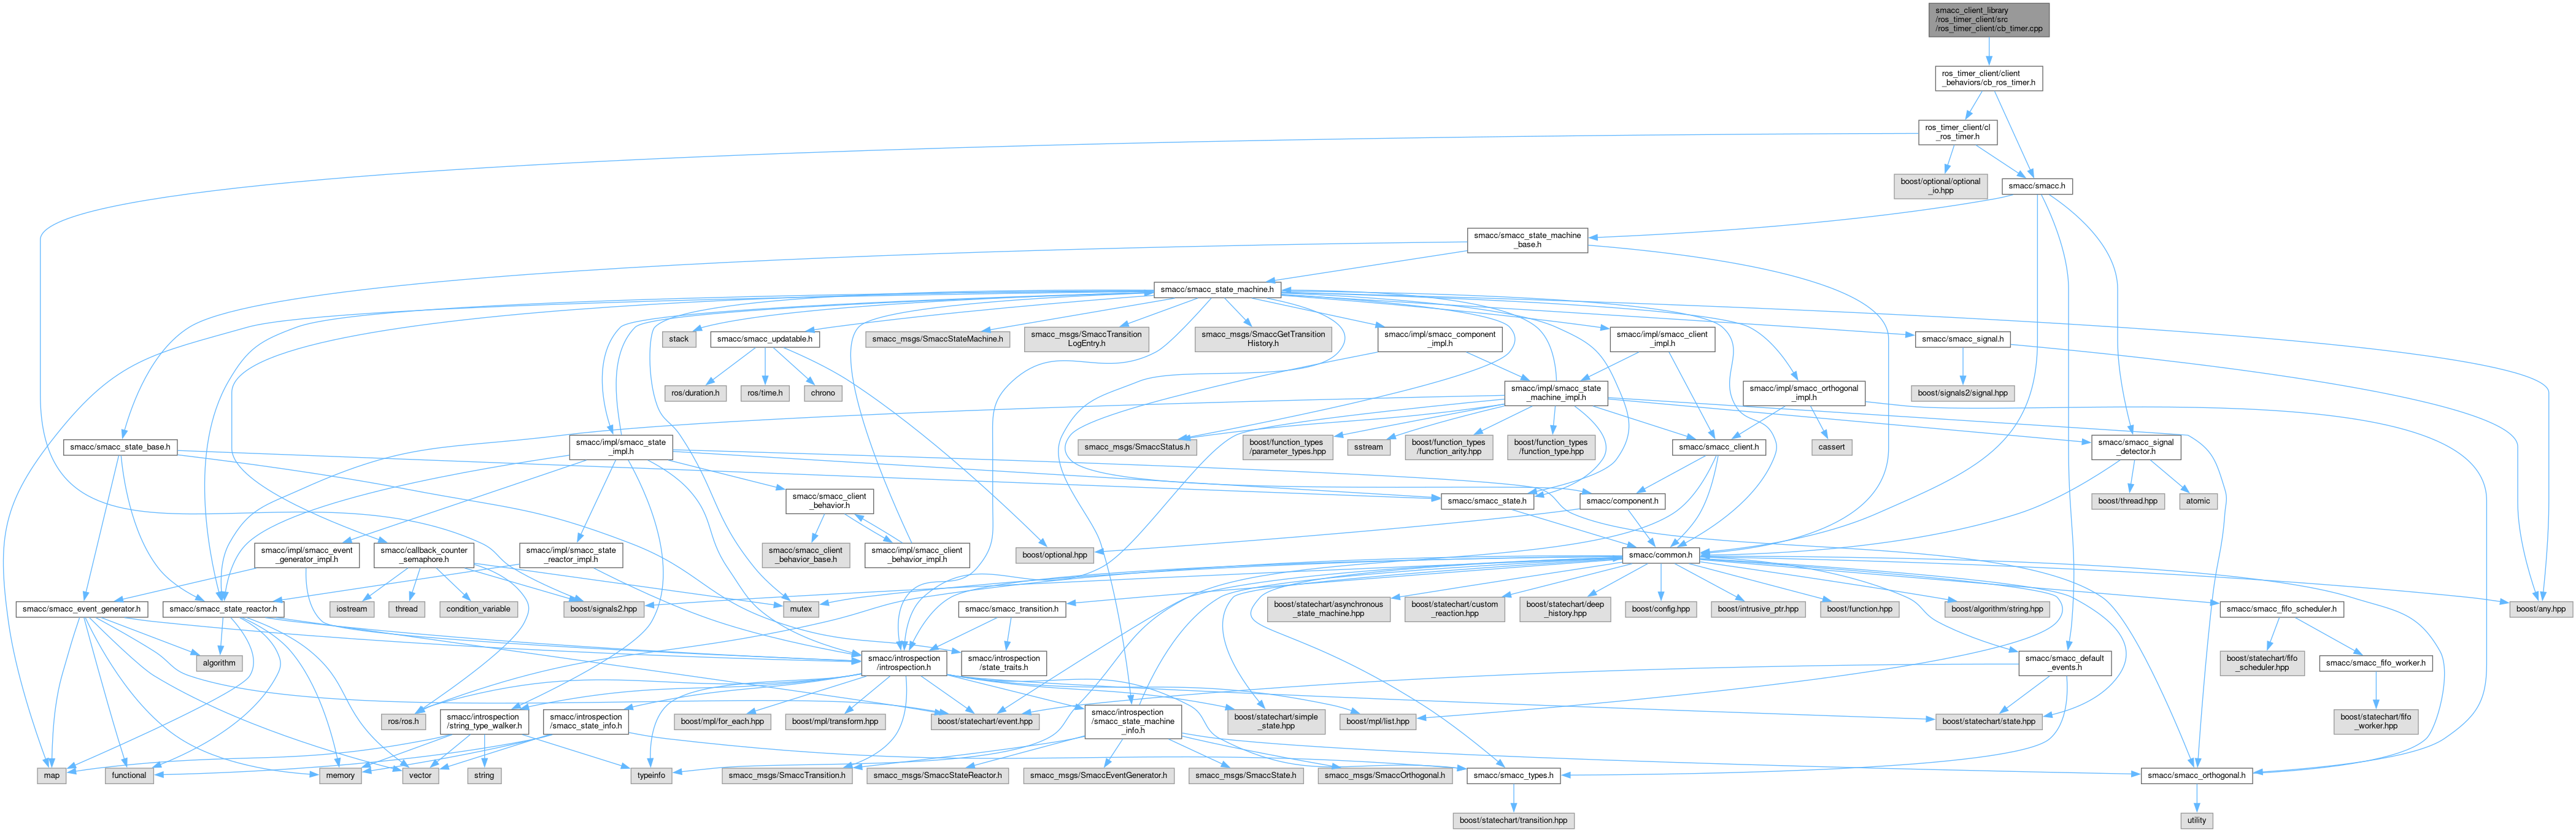 smacc_client_library
/ros_timer_client/src
/ros_timer_client/cb_timer.cpp
ros_timer_client/client
_behaviors/cb_ros_timer.h
ros_timer_client/cl
_ros_timer.h
boost/optional/optional
_io.hpp
smacc/smacc.h
smacc/smacc_state_machine
_base.h
smacc/smacc_state_machine.h
stack
smacc/smacc_updatable.h
smacc_msgs/SmaccStateMachine.h
smacc_msgs/SmaccTransition
LogEntry.h
smacc_msgs/SmaccGetTransition
History.h
smacc/impl/smacc_component
_impl.h
smacc/impl/smacc_client
_impl.h
smacc/smacc_signal.h
ros/duration.h
ros/time.h
chrono
smacc/impl/smacc_state
_machine_impl.h
smacc/impl/smacc_orthogonal
_impl.h
boost/signals2/signal.hpp
smacc/smacc_state_base.h
smacc/impl/smacc_state
_impl.h
smacc_msgs/SmaccStatus.h
boost/function_types
/parameter_types.hpp
sstream
boost/function_types
/function_arity.hpp
boost/function_types
/function_type.hpp
smacc/smacc_client.h
cassert
smacc/smacc_signal
_detector.h
smacc/smacc_client
_behavior.h
smacc/smacc_state.h
smacc/component.h
boost/thread.hpp
atomic
smacc/impl/smacc_event
_generator_impl.h
smacc/callback_counter
_semaphore.h
smacc/impl/smacc_state
_reactor_impl.h
smacc/smacc_client
_behavior_base.h
smacc/impl/smacc_client
_behavior_impl.h
boost/optional.hpp
smacc/common.h
smacc/smacc_event_generator.h
smacc/smacc_state_reactor.h
iostream
thread
condition_variable
boost/signals2.hpp
mutex
smacc/smacc_transition.h
boost/statechart/asynchronous
_state_machine.hpp
boost/statechart/custom
_reaction.hpp
boost/statechart/deep
_history.hpp
boost/config.hpp
boost/intrusive_ptr.hpp
boost/function.hpp
boost/algorithm/string.hpp
smacc/smacc_fifo_scheduler.h
boost/any.hpp
algorithm
smacc/introspection
/introspection.h
smacc/introspection
/state_traits.h
smacc/smacc_default
_events.h
boost/statechart/fifo
_scheduler.hpp
smacc/smacc_fifo_worker.h
ros/ros.h
smacc/introspection
/string_type_walker.h
smacc/introspection
/smacc_state_info.h
boost/mpl/for_each.hpp
boost/mpl/transform.hpp
boost/statechart/event.hpp
smacc/introspection
/smacc_state_machine
_info.h
boost/statechart/simple
_state.hpp
boost/mpl/list.hpp
boost/statechart/state.hpp
boost/statechart/fifo
_worker.hpp
map
functional
memory
vector
string
typeinfo
smacc_msgs/SmaccTransition.h
smacc_msgs/SmaccStateReactor.h
smacc_msgs/SmaccEventGenerator.h
smacc_msgs/SmaccState.h
smacc_msgs/SmaccOrthogonal.h
smacc/smacc_types.h
smacc/smacc_orthogonal.h
boost/statechart/transition.hpp
utility